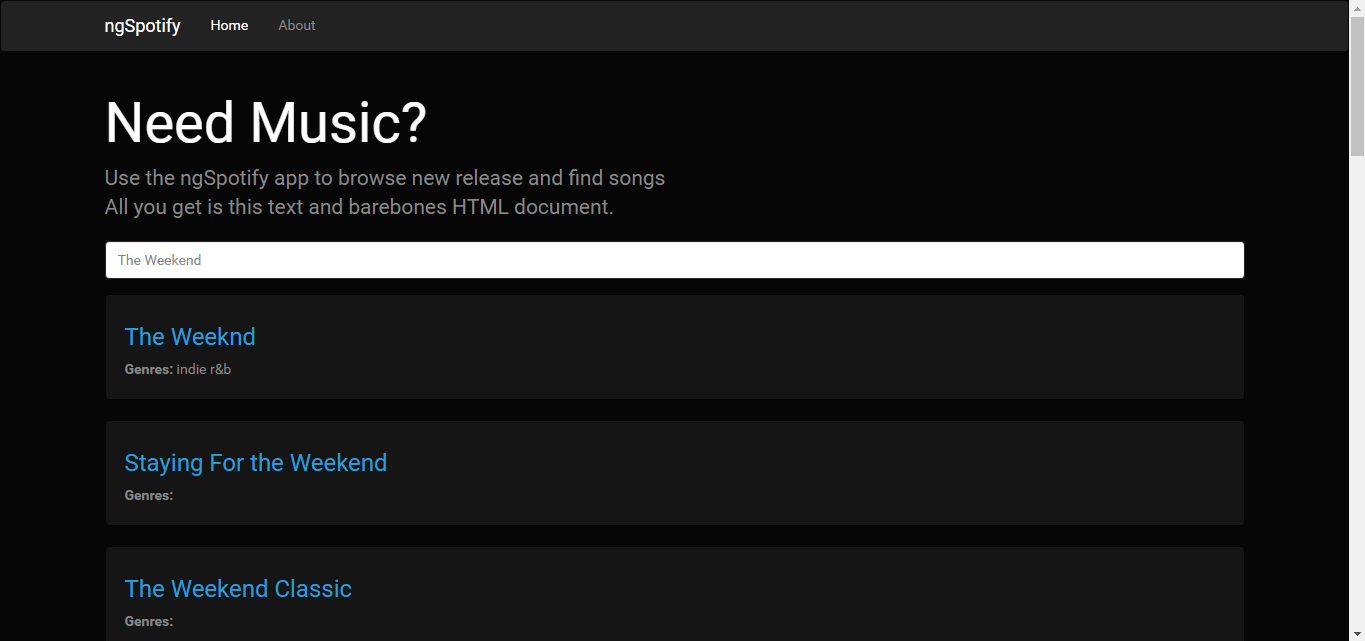 ngSpotify Home About
Need Music?
Use the ngSpotify app to browse new release and find songs
All you get is this text and barebones HTML document.
The Weekend
The Weeknd
Genres: indie r&b
Staying For the Weekend
Genres:
The Weekend Classic
Genres: